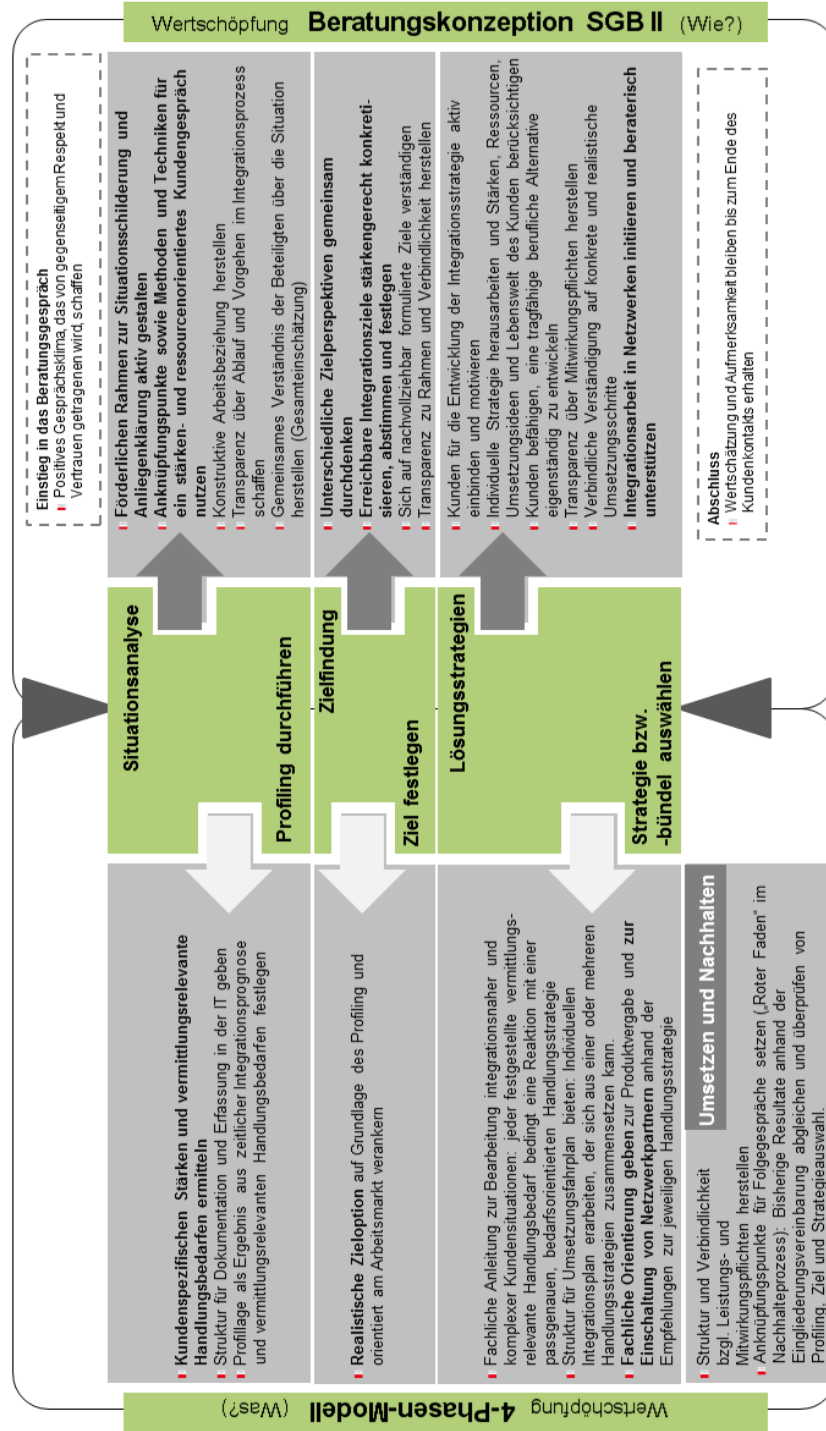 Wertschöpfung Beratungskonzeption SGB II (Wie?)
Einstieg in das Beratungsgespräch
Positives Gesprächsklima, das von gegenseitigem Respekt und
Vertrauen getragenen wird, schaffen
Förderlichen Rahmen zur Situationsschilderung und
Anliegenklärung aktiv gestalten
Anknüpfungspunkte sowie Methoden und Techniken für
ein stärken- und ressourcenorientiertes Kundengespräch
nutzen
Konstruktive Arbeitsbeziehung herstellen
Transparenz über Ablauf und Vorgehen im Integrationsprozess
schaffen
Gemeinsames Verständnis der Beteiligten über die Situation
herstellen (Gesamteinschätzung)
Unterschiedliche Zielperspektiven gemeinsam
durchdenken
Erreichbare Integrationsziele stärkengerecht konkreti-
sieren, abstimmen und festlegen
Sich auf nachvollziehbar formulierte Ziele verständigen
Transparenz zu Rahmen und Verbindlichkeit herstellen
Kunden für die Entwicklung der Integrationsstrategie aktiv
einbinden und motivieren
Individuelle Strategie herausarbeiten und Stärken, Ressourcen,
Umsetzungsideen und Lebenswelt des Kunden berücksichtigen
Kunden befähigen, eine tragfähige berufliche Alternative
eigenständig zu entwickeln
Transparenz über Mitwirkungspflichten herstellen
Verbindliche Verständigung auf konkrete und realistische
Umsetzungsschritte
Integrationsarbeit in Netzwerken initiieren und beraterisch
unterstützen
Abschluss
Wertschätzung und Aufmerksamkeit bleiben bis zum Ende des
Kundenkontakts erhalten
Situationsanalyse
Profiling durchführen
Zielfindung
Ziel festlegen
Lösungsstrategien
Strategie bzw.
-bündel auswählen
Kundenspezifischen Stärken und vermittlungsrelevante
Handlungsbedarfen ermitteln
Struktur für Dokumentation und Erfassung in der IT geben
Profillage als Ergebnis aus zeitlicher Integrationsprognose
und vermittlungsrelevanten Handlungsbedarfen festlegen
Realistische Zieloption auf Grundlage des Profiling und
orientiert am Arbeitsmarkt verankern
Fachliche Anleitung zur Bearbeitung integrationsnaher und
komplexer Kundensituationen: jeder festgestellte vermittlungs-
relevante Handlungsbedarf bedingt eine Reaktion mit einer
passgenauen, bedarfsorientierten Handlungsstrategie
Struktur für Umsetzungsfahrplan bieten: Individuellen
Integrationsplan erarbeiten, der sich aus einer oder mehreren
Handlungsstrategien zusammensetzen kann.
Fachliche Orientierung geben zur Produktvergabe und zur
Einschaltung von Netzwerkpartnern anhand der
Empfehlungen zur jeweiligen Handlungsstrategie
Umsetzen und Nachhalten
Struktur und Verbindlichkeit
bzgl. Leistungs- und
Mitwirkungspflichten herstellen
Anknüpfungspunkte für Folgegespräche setzen („Roter Faden“ im
Nachhalteprozess): Bisherige Resultate anhand der
Eingliederungsvereinbarung abgleichen und überprüfen von
Profiling, Ziel und Strategieauswahl.
Wertschöpfung 4-Phasen-Modell (Was?)